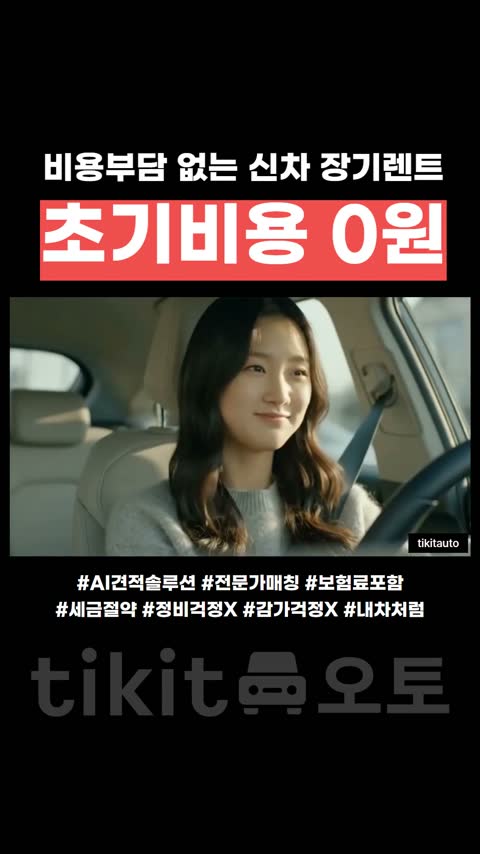 비용부담 없는 신차 장기렌트
초기비용 0원
tikitauto
#AI견적솔루션 #전문가매칭 #보험료포함
#세금절약 #정비걱정X #감가걱정X #내차처럼
tikit 오토